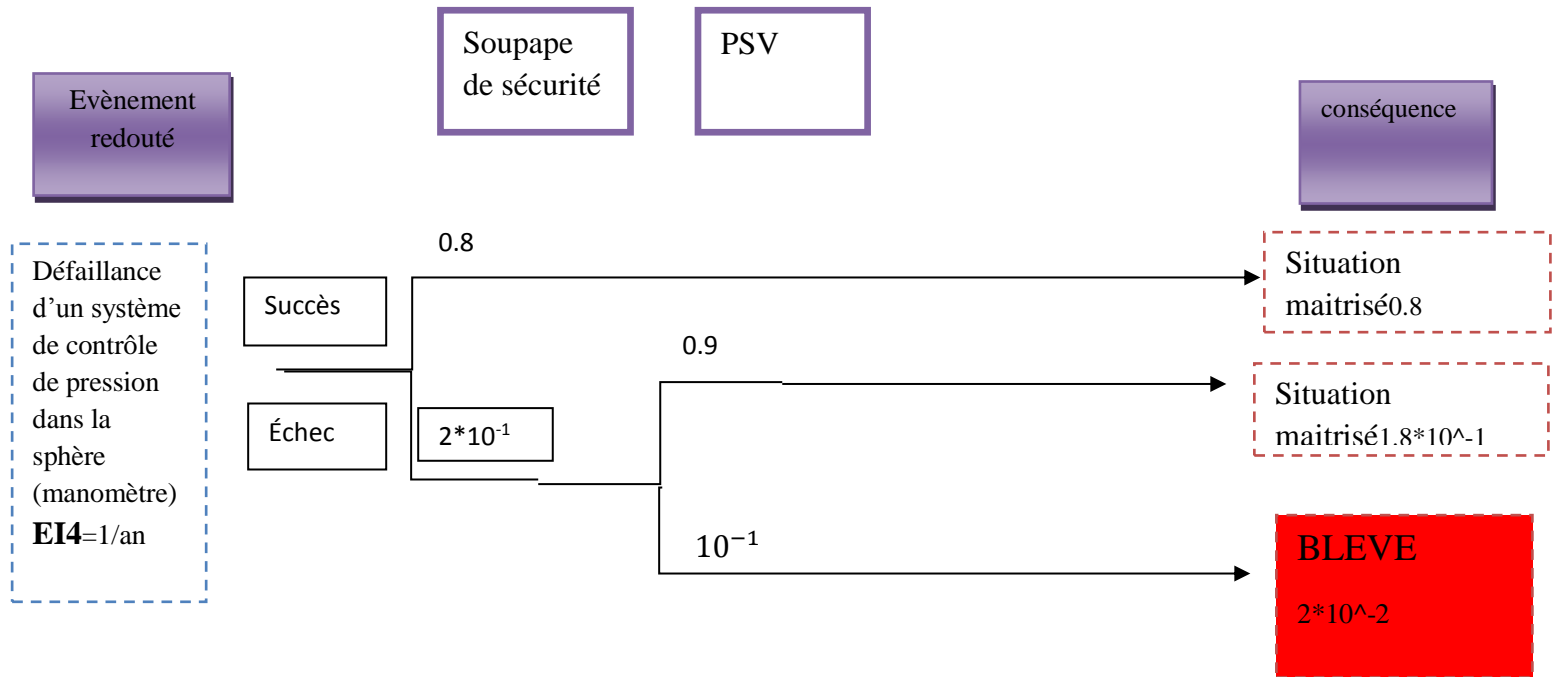 Soupape
de sécurité
PSV
Evènement
redouté
conséquence
Défaillance
d’un système
de contrôle
de pression
dans la
sphère
(manomètre)
EI4=1/an
Succès
Échec
0.8
2*10⁻¹
0.9
10⁻¹
Situation
maitrisé0.8
Situation
maitrisé1.8*10^-1
BLEVE
2*10^-2